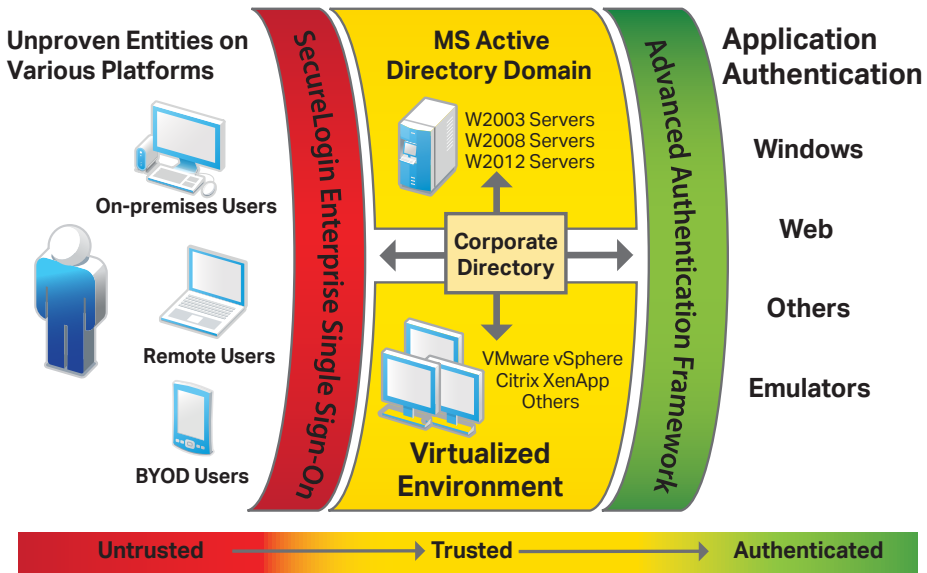 Unproven Entities on
Various Platforms
On-premises Users
Remote Users
BYOD Users
SecureLogin Enterprise Single Sign-On
MS Active
Directory Domain
W2003 Servers
W2008 Servers
W2012 Servers
Corporate
Directory
VMware vSphere
Citrix XenApp
Others
Virtualized
Environment
Advanced Authentication Framework
Application
Authentication
Windows
Web
Others
Emulators
Untrusted
Trusted
Authenticated